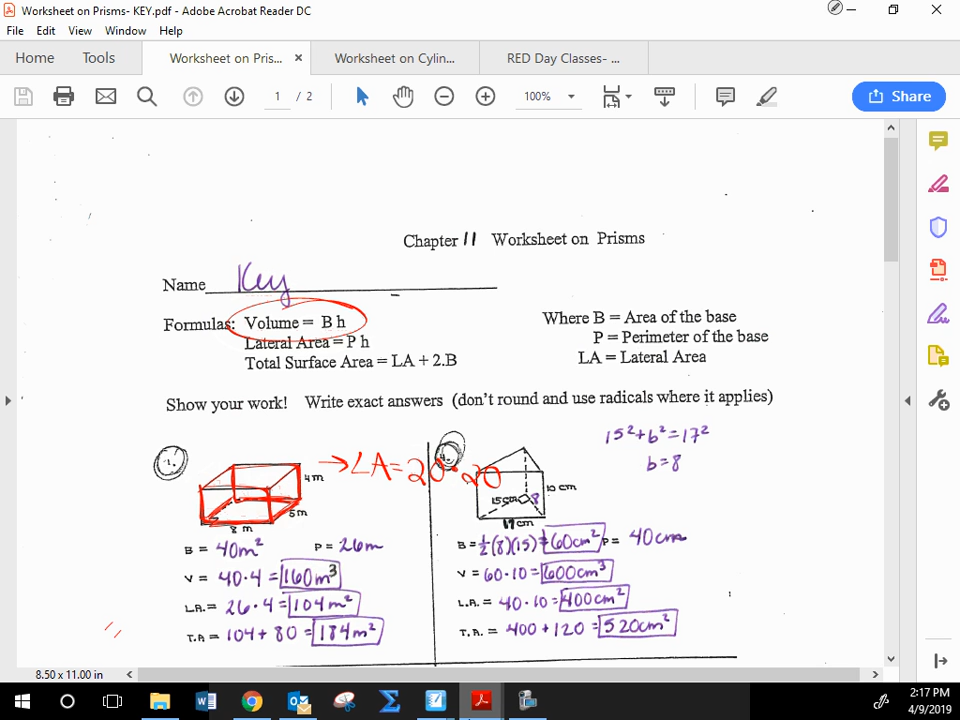 Worksheet on Prisms- KEY.pdf - Adobe Acrobat Reader DC
File Edit View Window Help
Home Tools Worksheet on Pris... × Worksheet on Cylin... RED Day Classes- ...
1 / 2 100% Share
Chapter 11 Worksheet on Prisms
Name Key
Formulas: Volume = B h
Lateral Area = P h
Total Surface Area = LA + 2.B
Where B = Area of the base
P = Perimeter of the base
LA = Lateral Area
Show your work! Write exact answers (don't round and use radicals where it applies)
1.
→LA=20•20
4m
5m
8 m
B = 40m² P = 26m
V = 40·4 = 160m³
L.A. = 26·4 = 104m²
T.A = 104 + 80 = 184m²
15² + b² = 17²
b = 8
10 cm
15cm 8
17cm
B = ½(8)(15) = 60cm² P = 40cm
V = 60·10 = 600cm³
L.A. = 40·10 = 400cm²
T.A. = 400 + 120 = 520cm²
8.50 x 11.00 in
2:17 PM
4/9/2019